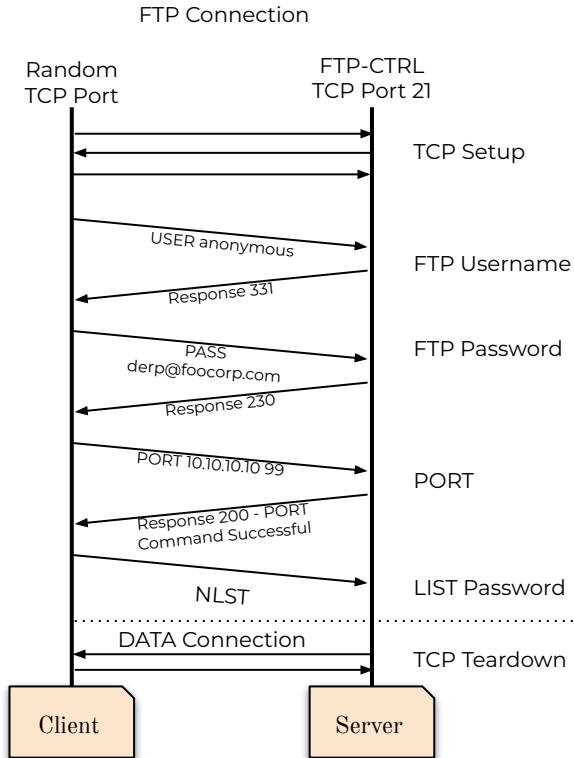 FTP Connection
Random
TCP Port
FTP-CTRL
TCP Port 21
TCP Setup
USER anonymous
FTP Username
Response 331
PASS
derp@foocorp.com
FTP Password
Response 230
PORT 10.10.10.10 99
PORT
Response 200 - PORT
Command Successful
NLST
LIST Password
DATA Connection
TCP Teardown
Client
Server